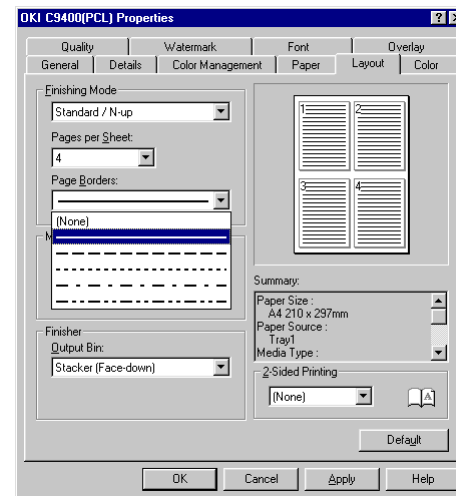 OKI C9400(PCL) Properties
Quality Watermark Font Overlay
General Details Color Management Paper Layout Color
Finishing Mode
Standard / N-up
Pages per Sheet:
4
Page Borders:
(None)
M
Finisher
Output Bin:
Stacker (Face-down)
1 2
3 4
Summary:
Paper Size :
A4 210 x 297mm
Paper Source :
Tray1
Media Type :
2-Sided Printing
(None)
A
Default
OK Cancel Apply Help